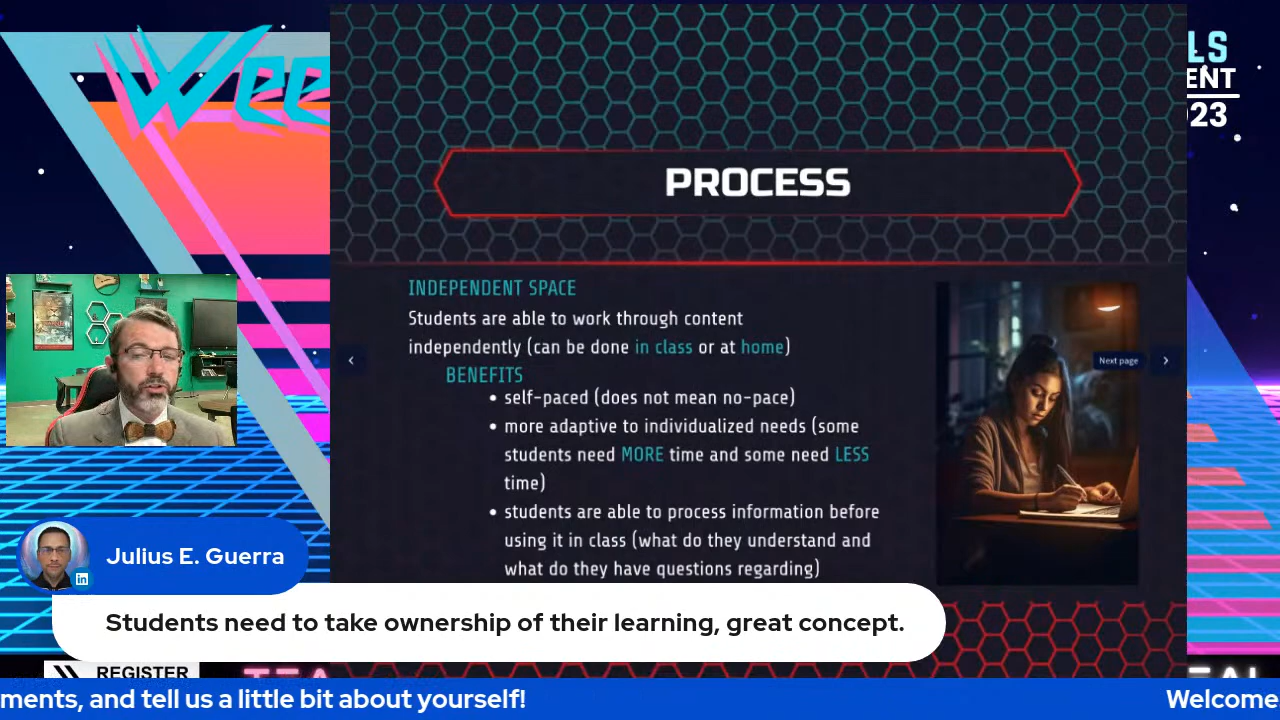 Wee
LS
ENT
23
PROCESS
INDEPENDENT SPACE
Students are able to work through content
independently (can be done in class or at home)
BENEFITS
• self-paced (does not mean no-pace)
• more adaptive to individualized needs (some
students need MORE time and some need LESS
time)
• students are able to process information before
using it in class (what do they understand and
what do they have questions regarding)
Next page
Julius E. Guerra
in
Students need to take ownership of their learning, great concept.
REGISTER
ments, and tell us a little bit about yourself!
Welcome